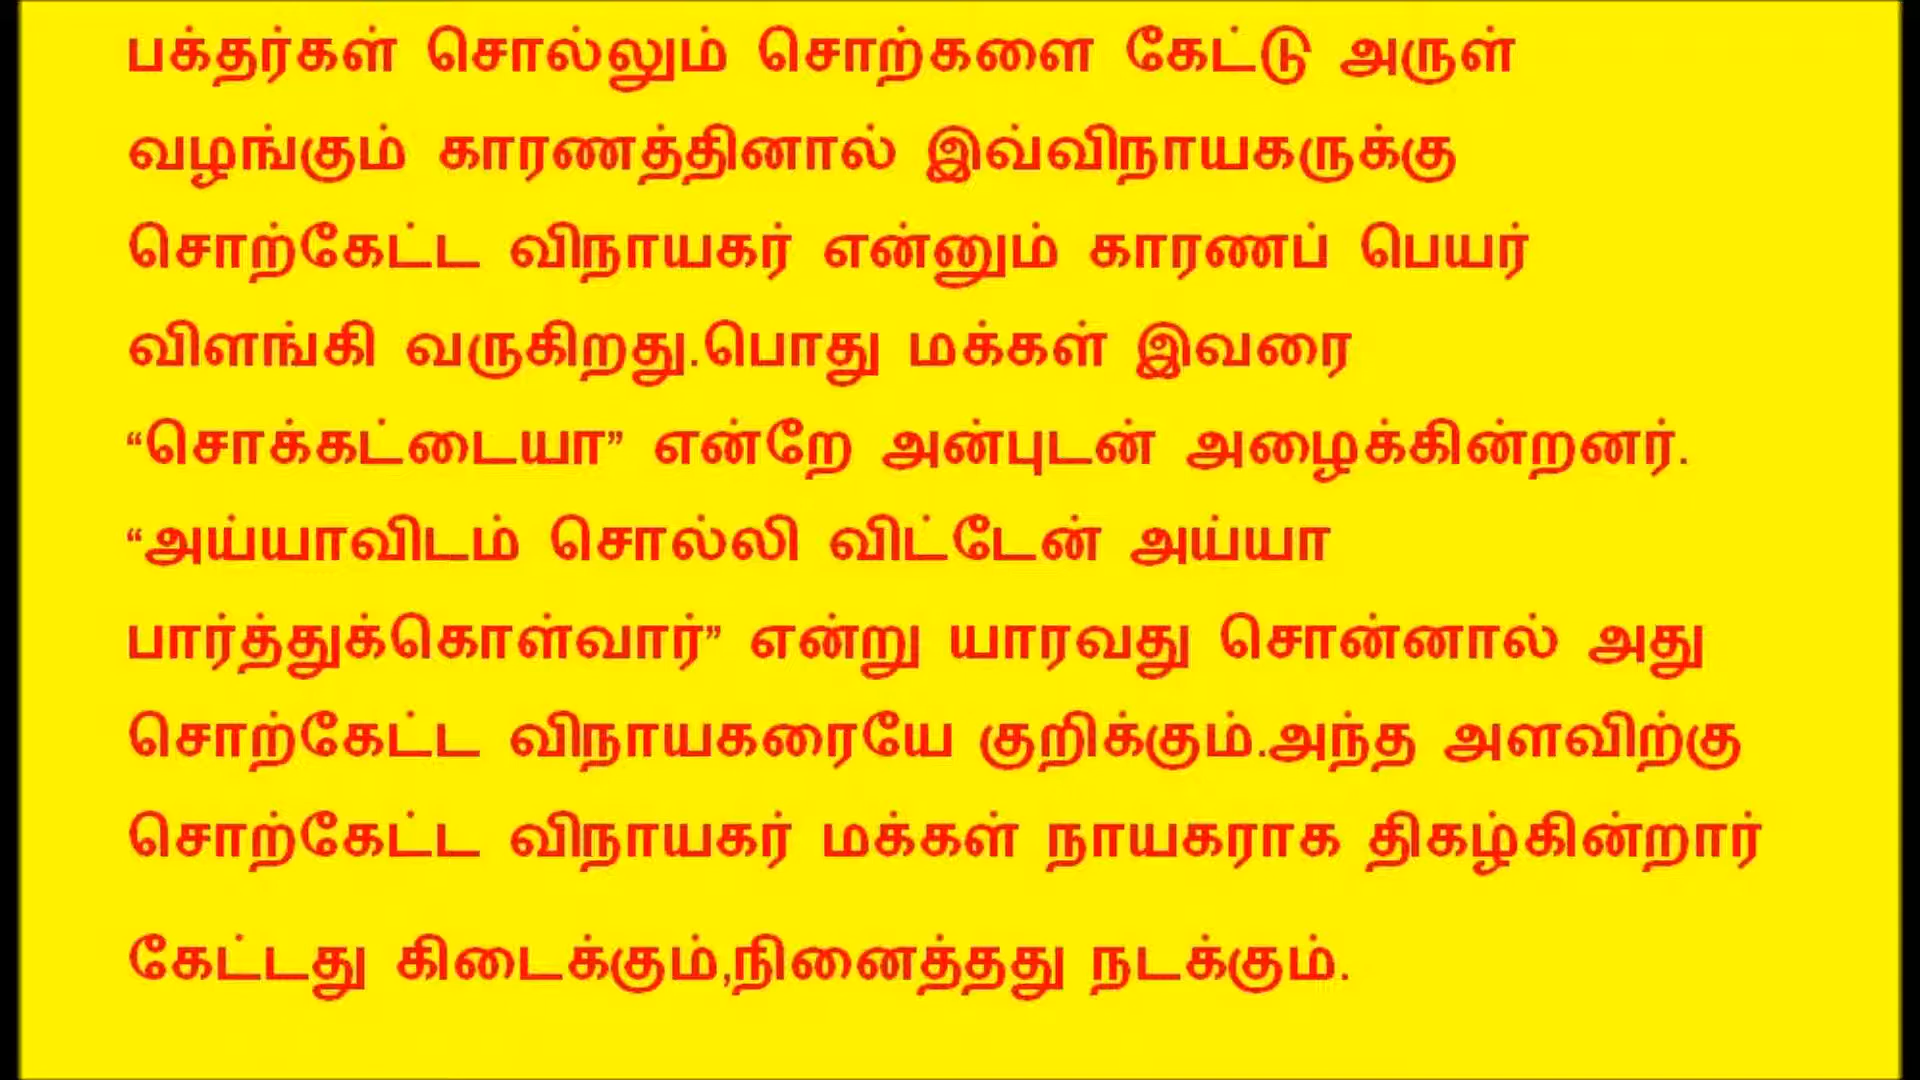 பக்தர்கள் சொல்லும் சொற்களை கேட்டு அருள்
வழங்கும் காரணத்தினால் இவ்விநாயகருக்கு
சொற்கேட்ட விநாயகர் என்னும் காரணப் பெயர்
விளங்கி வருகிறது.பொது மக்கள் இவரை
“சொக்கட்டையா” என்றே அன்புடன் அழைக்கின்றனர்.
“அய்யாவிடம் சொல்லி விட்டேன் அய்யா
பார்த்துக்கொள்வார்” என்று யாரவது சொன்னால் அது
சொற்கேட்ட விநாயகரையே குறிக்கும்.அந்த அளவிற்கு
சொற்கேட்ட விநாயகர் மக்கள் நாயகராக திகழ்கின்றார்
கேட்டது கிடைக்கும்,நினைத்தது நடக்கும்.